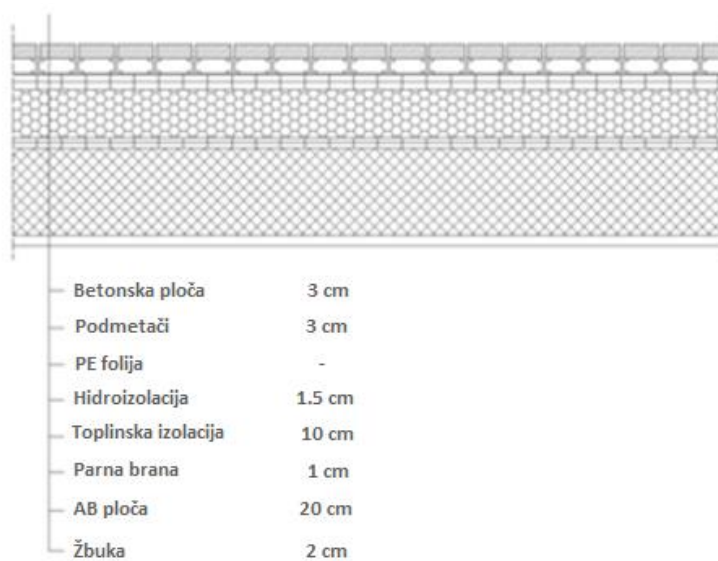 Betonska ploča 3 cm
Podmetači 3 cm
PE folija -
Hidroizolacija 1.5 cm
Toplinska izolacija 10 cm
Parna brana 1 cm
AB ploča 20 cm
Žbuka 2 cm